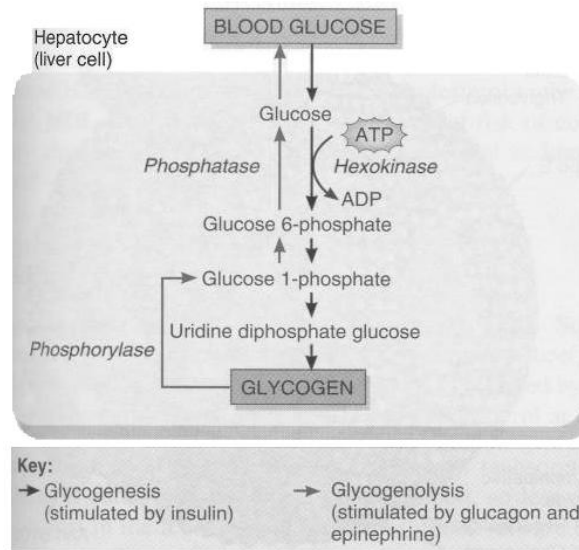 BLOOD GLUCOSE
Hepatocyte
(liver cell)
Glucose
ATP
Phosphatase
Hexokinase
ADP
Glucose 6-phosphate
Glucose 1-phosphate
Uridine diphosphate glucose
Phosphorylase
GLYCOGEN
Key:
Glycogenesis
(stimulated by insulin)
Glycogenolysis
(stimulated by glucagon and
epinephrine)